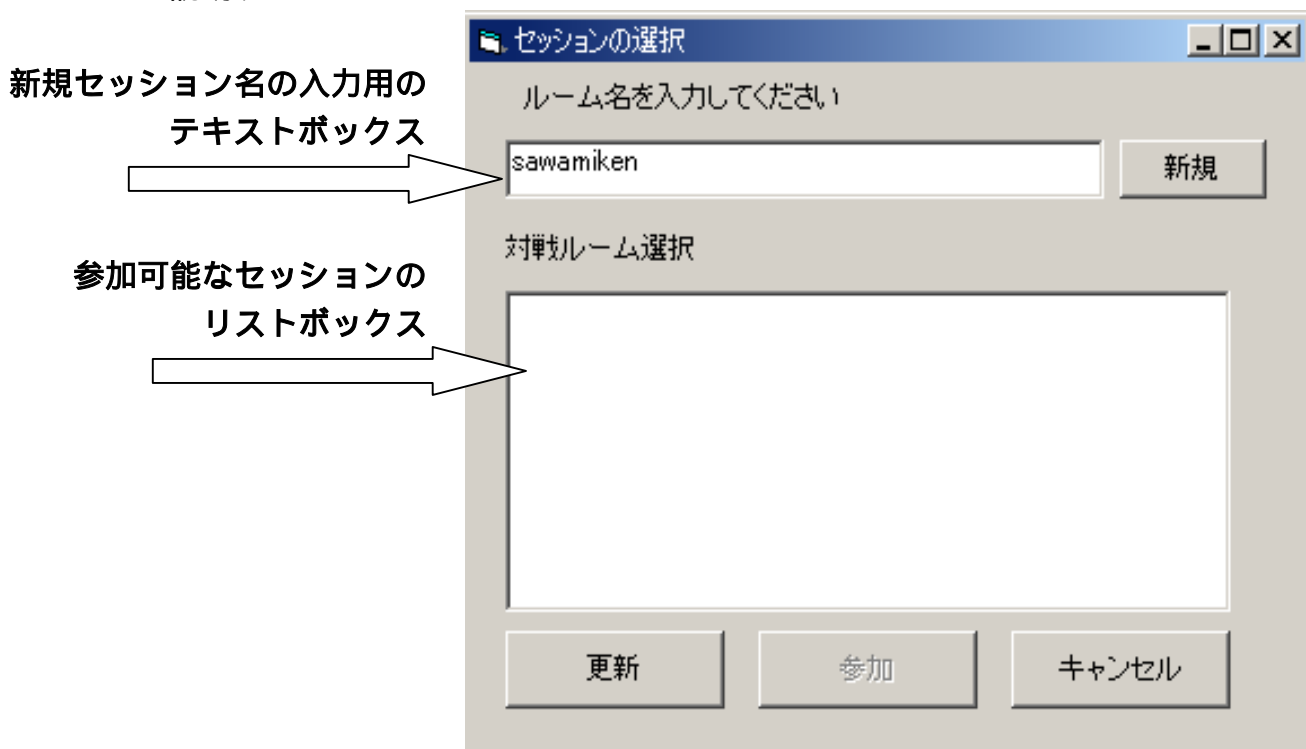 セッションの選択
新規セッション名の入力用の
テキストボックス
ルーム名を入力してください
sawamiken
新規
参加可能なセッションの
リストボックス
対戦ルーム選択
更新
参加
キャンセル